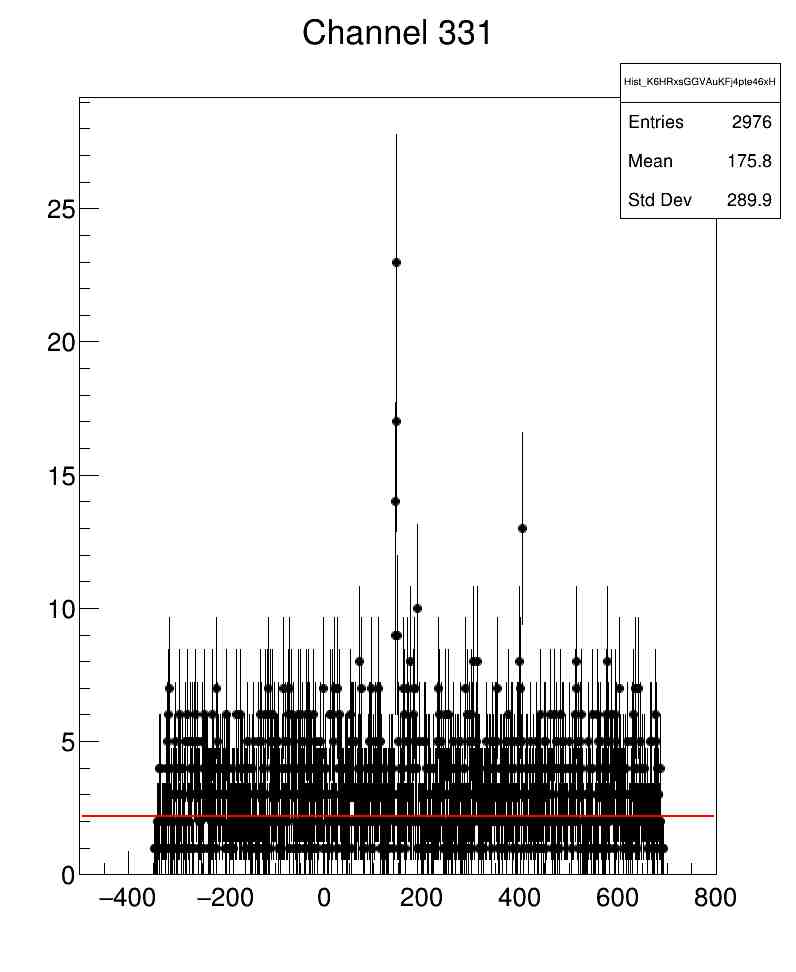 Channel 331
Hist_K6HRxsGGVAuKFj4pte46xH
Entries 2976
Mean 175.8
Std Dev 289.9
25
20
15
10
5
0
−400 −200 0 200 400 600 800